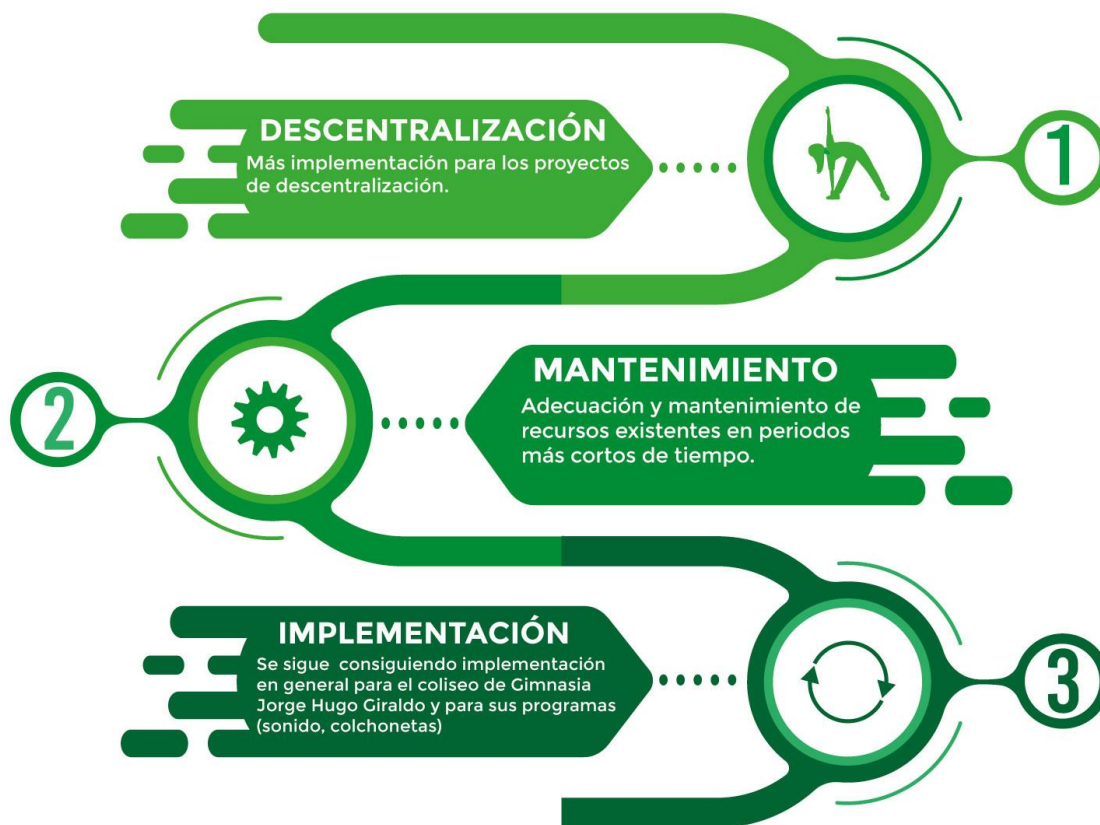 DESCENTRALIZACIÓN
Más implementación para los proyectos
de descentralización.
1
MANTENIMIENTO
Adecuación y mantenimiento de
recursos existentes en periodos
más cortos de tiempo.
2
IMPLEMENTACIÓN
Se sigue consiguiendo implementación
en general para el coliseo de Gimnasia
Jorge Hugo Giraldo y para sus programas
(sonido, colchonetas)
3